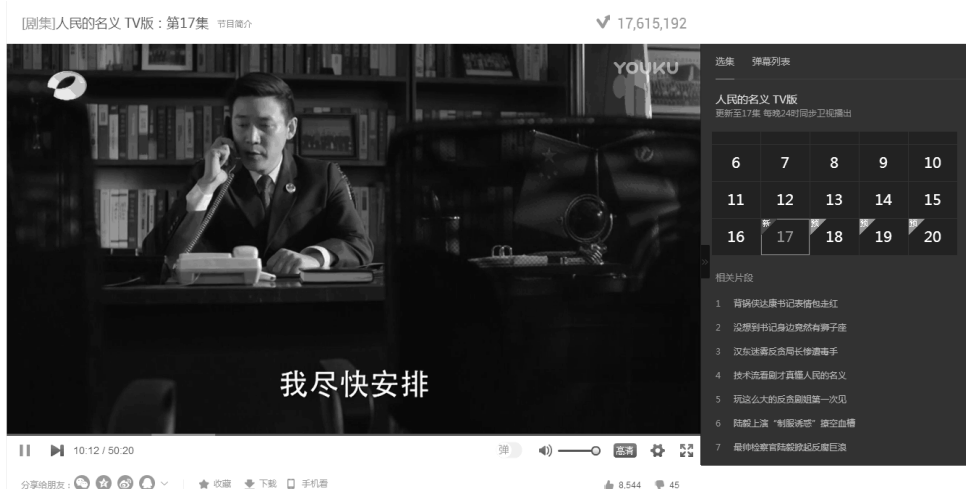 [剧集]人民的名义 TV版：第17集 节目简介
17,615,192
YOUKU
我尽快安排
10:12 / 50:20
弹
高清
分享给朋友：
收藏
下载
手机看
8,544
45
选集 弹幕列表
人民的名义 TV版
更新至17集 每晚24时同步卫视播出
6 7 8 9 10
11 12 13 14 15
16 新 17 预 18 预 19 预 20
相关片段
1 背锅侠达康书记表情包走红
2 没想到书记身边竟然有狮子座
3 汉东迷雾反贪局长惨遭毒手
4 技术流看剧才真懂人民的名义
5 玩这么大的反贪剧姐第一次见
6 陆毅上演“制服诱惑”掠空血槽
7 最帅检察官陆毅掀起反腐巨浪